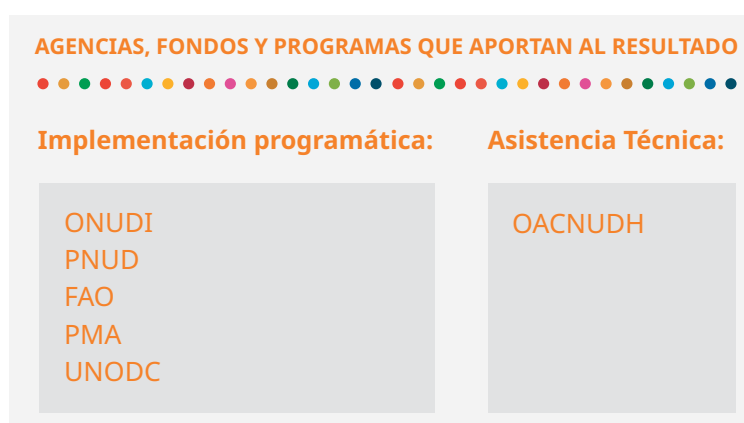 AGENCIAS, FONDOS Y PROGRAMAS QUE APORTAN AL RESULTADO
Implementación programática:
ONUDI
PNUD
FAO
PMA
UNODC
Asistencia Técnica:
OACNUDH